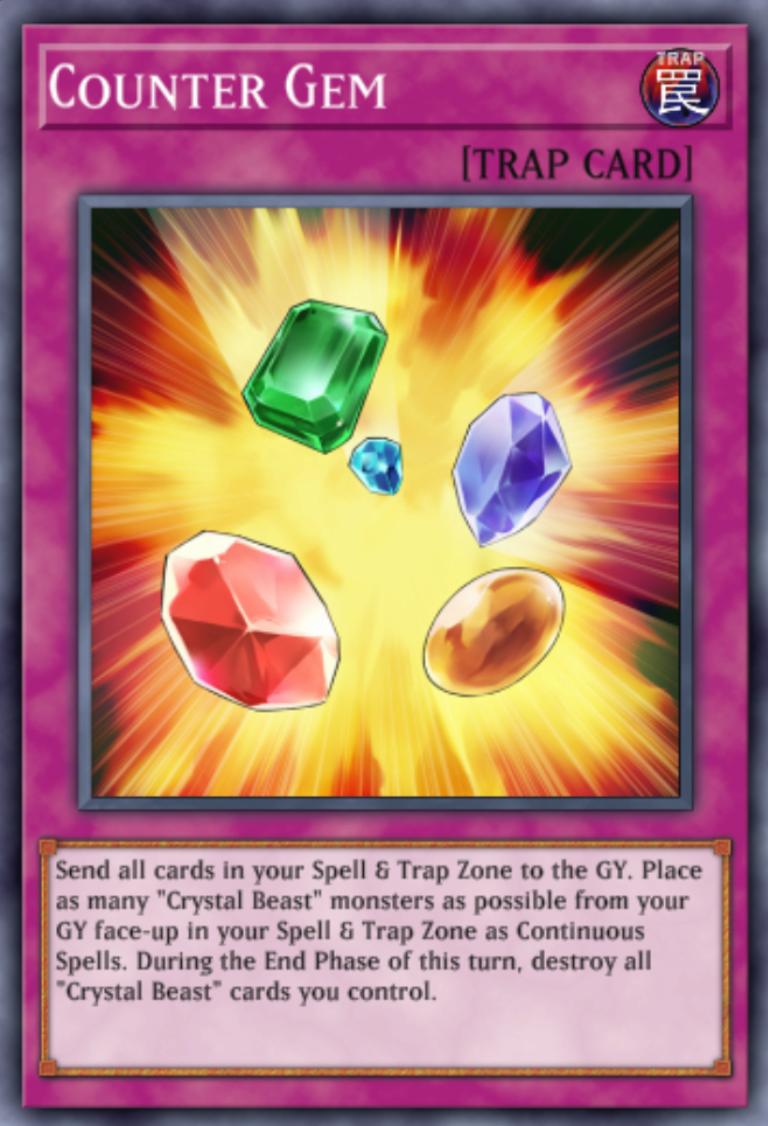 Counter Gem
TRAP
罠
[TRAP CARD]
Send all cards in your Spell & Trap Zone to the GY. Place
as many "Crystal Beast" monsters as possible from your
GY face-up in your Spell & Trap Zone as Continuous
Spells. During the End Phase of this turn, destroy all
"Crystal Beast" cards you control.